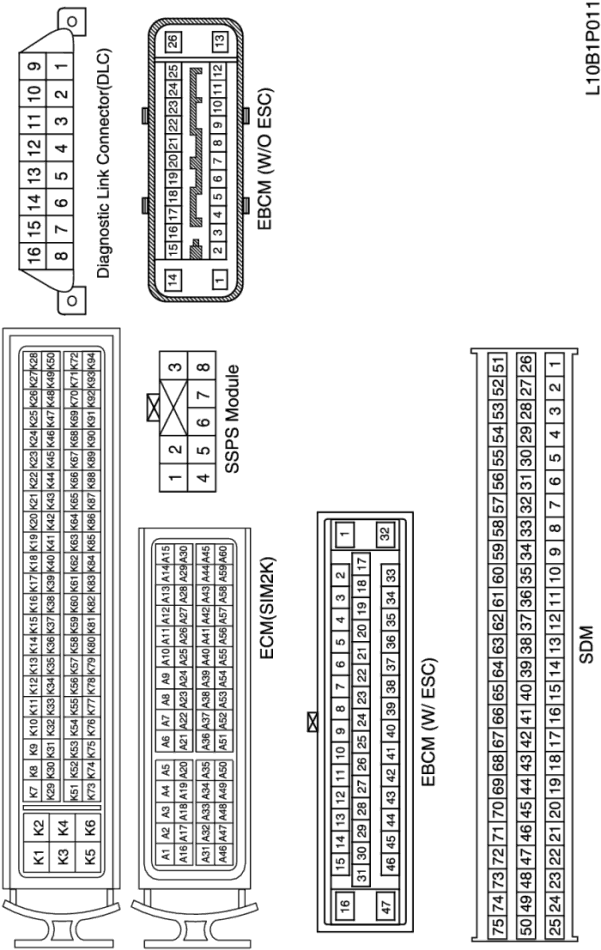 K1 K2 K7 K8 K9 K10 K11 K12 K13 K14 K15 K16 K17 K18 K19 K20 K21 K22 K23 K24 K25 K26 K27 K28
K3 K4 K29 K30 K31 K32 K33 K34 K35 K36 K37 K38 K39 K40 K41 K42 K43 K44 K45 K46 K47 K48 K49 K50
K51 K52 K53 K54 K55 K56 K57 K58 K59 K60 K61 K62 K63 K64 K65 K66 K67 K68 K69 K70 K71 K72
K5 K6 K73 K74 K75 K76 K77 K78 K79 K80 K81 K82 K83 K84 K85 K86 K87 K88 K89 K90 K91 K92 K93 K94
16 15 14 13 12 11 10 9
8 7 6 5 4 3 2 1
Diagnostic Link Connector(DLC)
A1 A2 A3 A4 A5 A6 A7 A8 A9 A10 A11 A12 A13 A14 A15
A16 A17 A18 A19 A20 A21 A22 A23 A24 A25 A26 A27 A28 A29 A30
A31 A32 A33 A34 A35 A36 A37 A38 A39 A40 A41 A42 A43 A44 A45
A46 A47 A48 A49 A50 A51 A52 A53 A54 A55 A56 A57 A58 A59 A60
ECM(SIM2K)
1 2 3
4 5 6 7 8
SSPS Module
14 15 16 17 18 19 20 21 22 23 24 25 26
1 2 3 4 5 6 7 8 9 10 11 12 13
EBCM (W/O ESC)
16 15 14 13 12 11 10 9 8 7 6 5 4 3 2 1
31 30 29 28 27 26 25 24 23 22 21 20 19 18 17
47 46 45 44 43 42 41 40 39 38 37 36 35 34 33 32
EBCM (W/ ESC)
75 74 73 72 71 70 69 68 67 66 65 64 63 62 61 60 59 58 57 56 55 54 53 52 51
50 49 48 47 46 45 44 43 42 41 40 39 38 37 36 35 34 33 32 31 30 29 28 27 26
25 24 23 22 21 20 19 18 17 16 15 14 13 12 11 10 9 8 7 6 5 4 3 2 1
SDM
L10B1P011